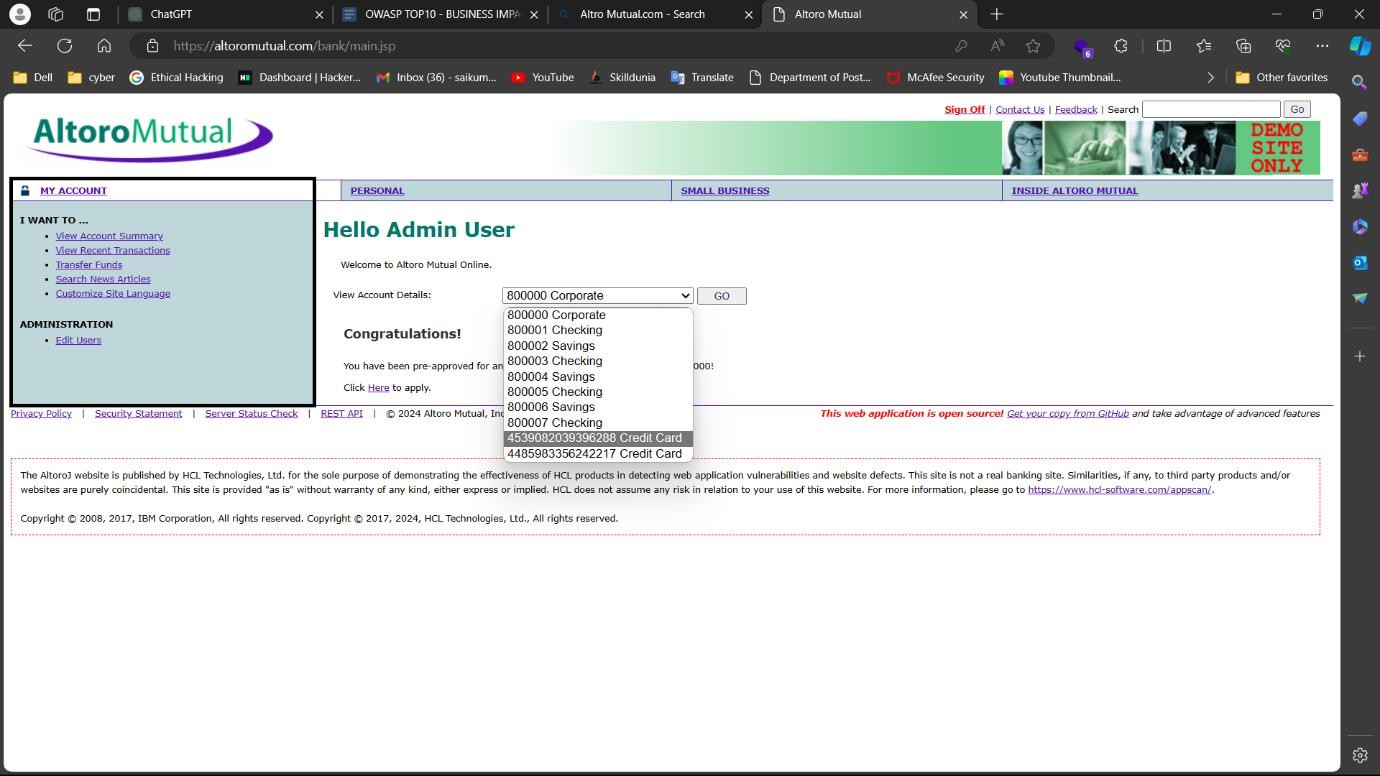 ChatGPT
OWASP TOP10 - BUSINESS IMPA
Altro Mutual.com - Search
Altoro Mutual
https://altoromutual.com/bank/main.jsp
6
Dell
cyber
Ethical Hacking
Dashboard | Hacker...
Inbox (36) - saikum...
YouTube
Skilldunia
Translate
Department of Post...
McAfee Security
Youtube Thumbnail...
Other favorites
Sign Off | Contact Us | Feedback | Search Go
AltoroMutual
DEMO
SITE
ONLY
MY ACCOUNT PERSONAL SMALL BUSINESS INSIDE ALTORO MUTUAL
I WANT TO ...
View Account Summary
View Recent Transactions
Transfer Funds
Search News Articles
Customize Site Language
ADMINISTRATION
Edit Users
Hello Admin User
Welcome to Altoro Mutual Online.
View Account Details: 800000 Corporate GO
800000 Corporate
800001 Checking
800002 Savings
800003 Checking
800004 Savings
800005 Checking
800006 Savings
800007 Checking
4539082039396288 Credit Card
4485983356242217 Credit Card
Congratulations!
You have been pre-approved for an 000!
Click Here to apply.
Privacy Policy | Security Statement | Server Status Check | REST API | © 2024 Altoro Mutual, Inc
This web application is open source! Get your copy from GitHub and take advantage of advanced features
The AltoroJ website is published by HCL Technologies, Ltd. for the sole purpose of demonstrating the effectiveness of HCL products in detecting web application vulnerabilities and website defects. This site is not a real banking site. Similarities, if any, to third party products and/or
websites are purely coincidental. This site is provided "as is" without warranty of any kind, either express or implied. HCL does not assume any risk in relation to your use of this website. For more information, please go to https://www.hcl-software.com/appscan/.
Copyright © 2008, 2017, IBM Corporation, All rights reserved. Copyright © 2017, 2024, HCL Technologies, Ltd., All rights reserved.